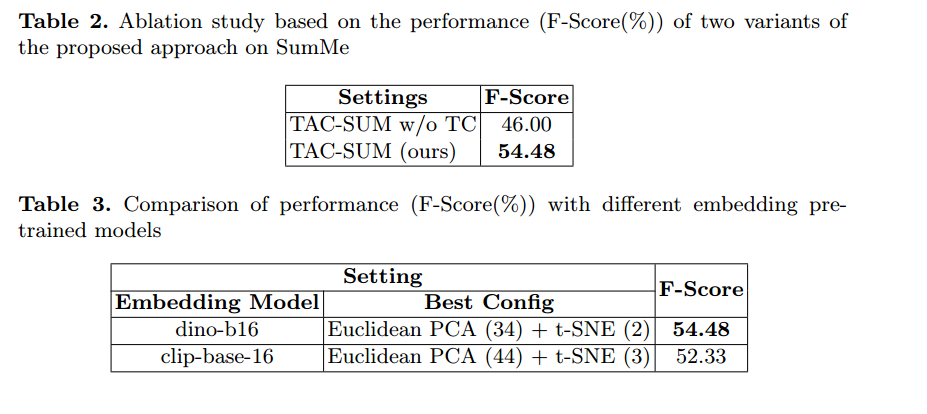 Table 2. Ablation study based on the performance (F-Score(%)) of two variants of
the proposed approach on SumMe
Settings F-Score
TAC-SUM w/o TC 46.00
TAC-SUM (ours) 54.48
Table 3. Comparison of performance (F-Score(%)) with different embedding pre-
trained models
Setting F-Score
Embedding Model Best Config
dino-b16 Euclidean PCA (34) + t-SNE (2) 54.48
clip-base-16 Euclidean PCA (44) + t-SNE (3) 52.33